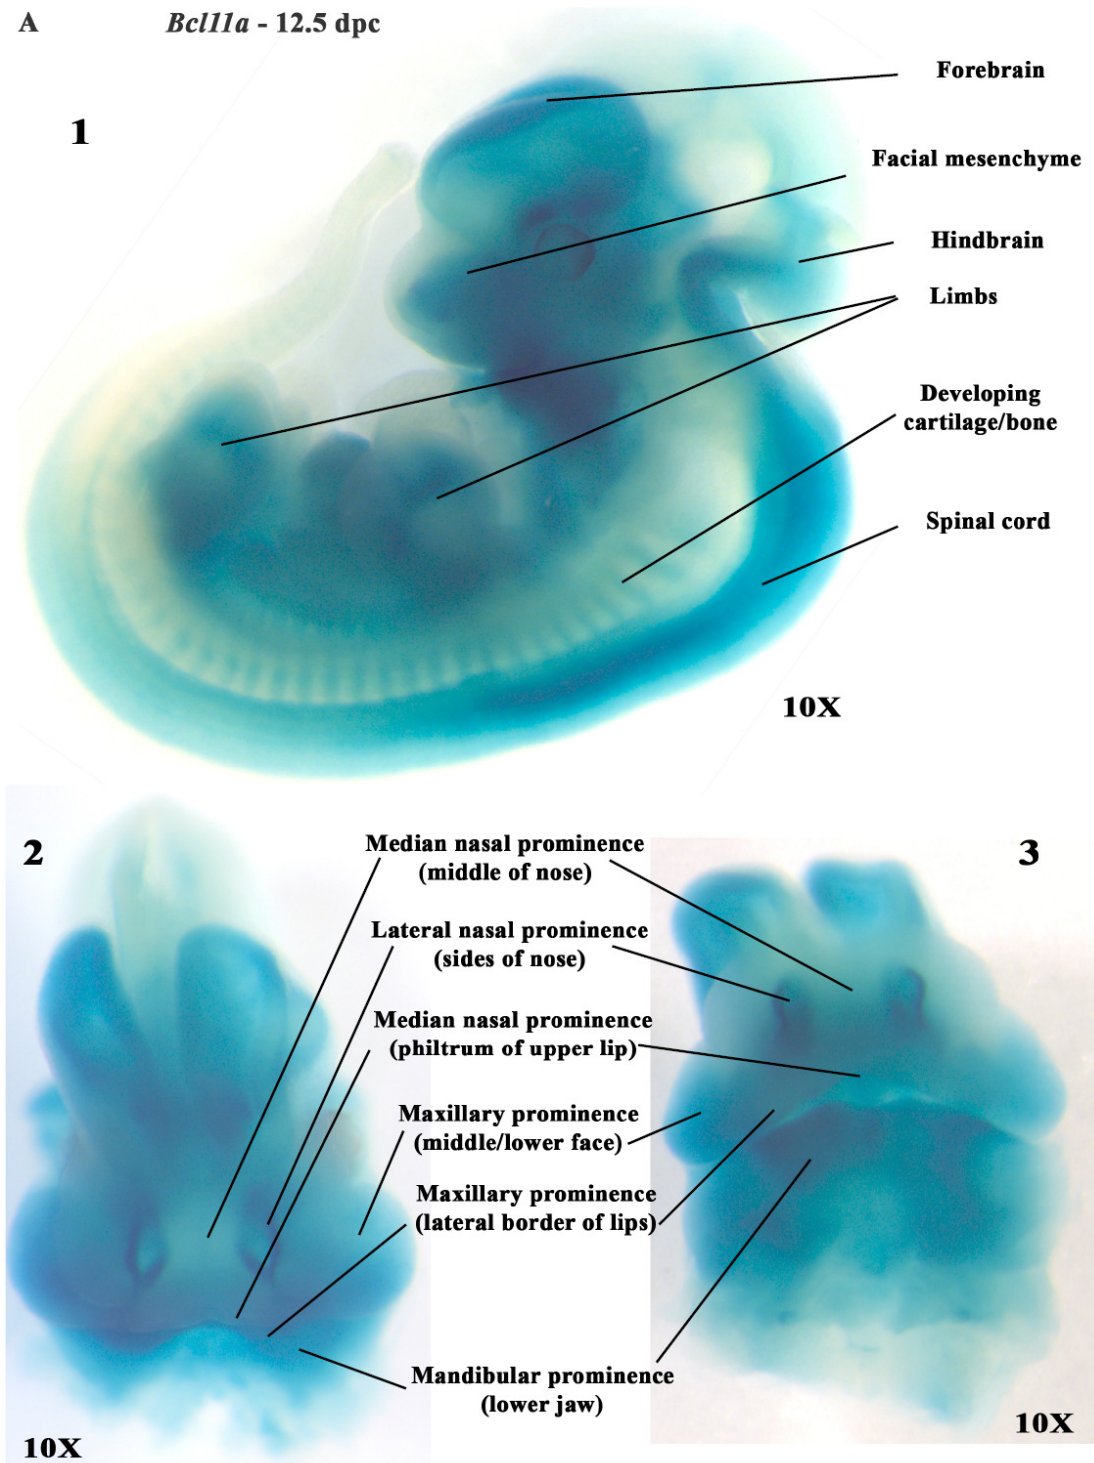 A
Bcl11a - 12.5 dpc
1
Forebrain
Facial mesenchyme
Hindbrain
Limbs
Developing
cartilage/bone
Spinal cord
10X
2
Median nasal prominence
(middle of nose)
3
Lateral nasal prominence
(sides of nose)
Median nasal prominence
(philtrum of upper lip)
Maxillary prominence
(middle/lower face)
Maxillary prominence
(lateral border of lips)
Mandibular prominence
(lower jaw)
10X
10X